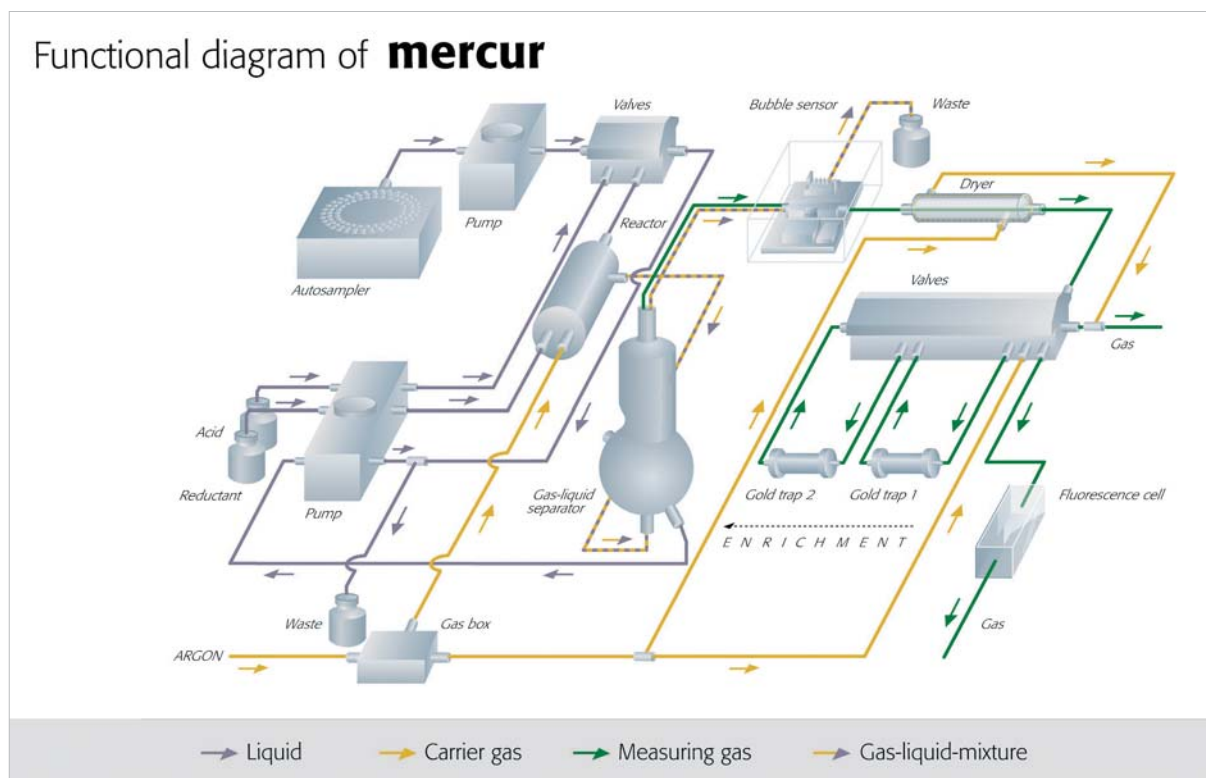 Functional diagram of mercur
Valves
Bubble sensor
Waste
Pump
Reactor
Dryer
Autosampler
Valves
Gas
Acid
Reductant
Pump
Gas-liquid
separator
Gold trap 2
Gold trap 1
Fluorescence cell
ENRICHMENT
Waste
Gas box
Gas
ARGON
Liquid
Carrier gas
Measuring gas
Gas-liquid-mixture